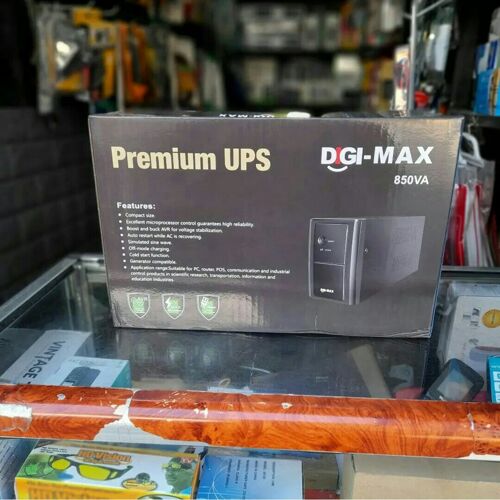 Premium UPS
DIGI-MAX
850VA
Features:
Compact size.
Excellent microprocessor control guarantees high reliability.
Boost and buck AVR for voltage stabilization.
Auto restart while AC is recovering.
Simulated sine wave.
Off-mode charging.
Cold start function.
Generator compatible.
Application range:Suitable for PC, router, POS, communication and industrial
control products in scientific research, transportation, information and
education industries
DIGI-MAX
VINTAGE